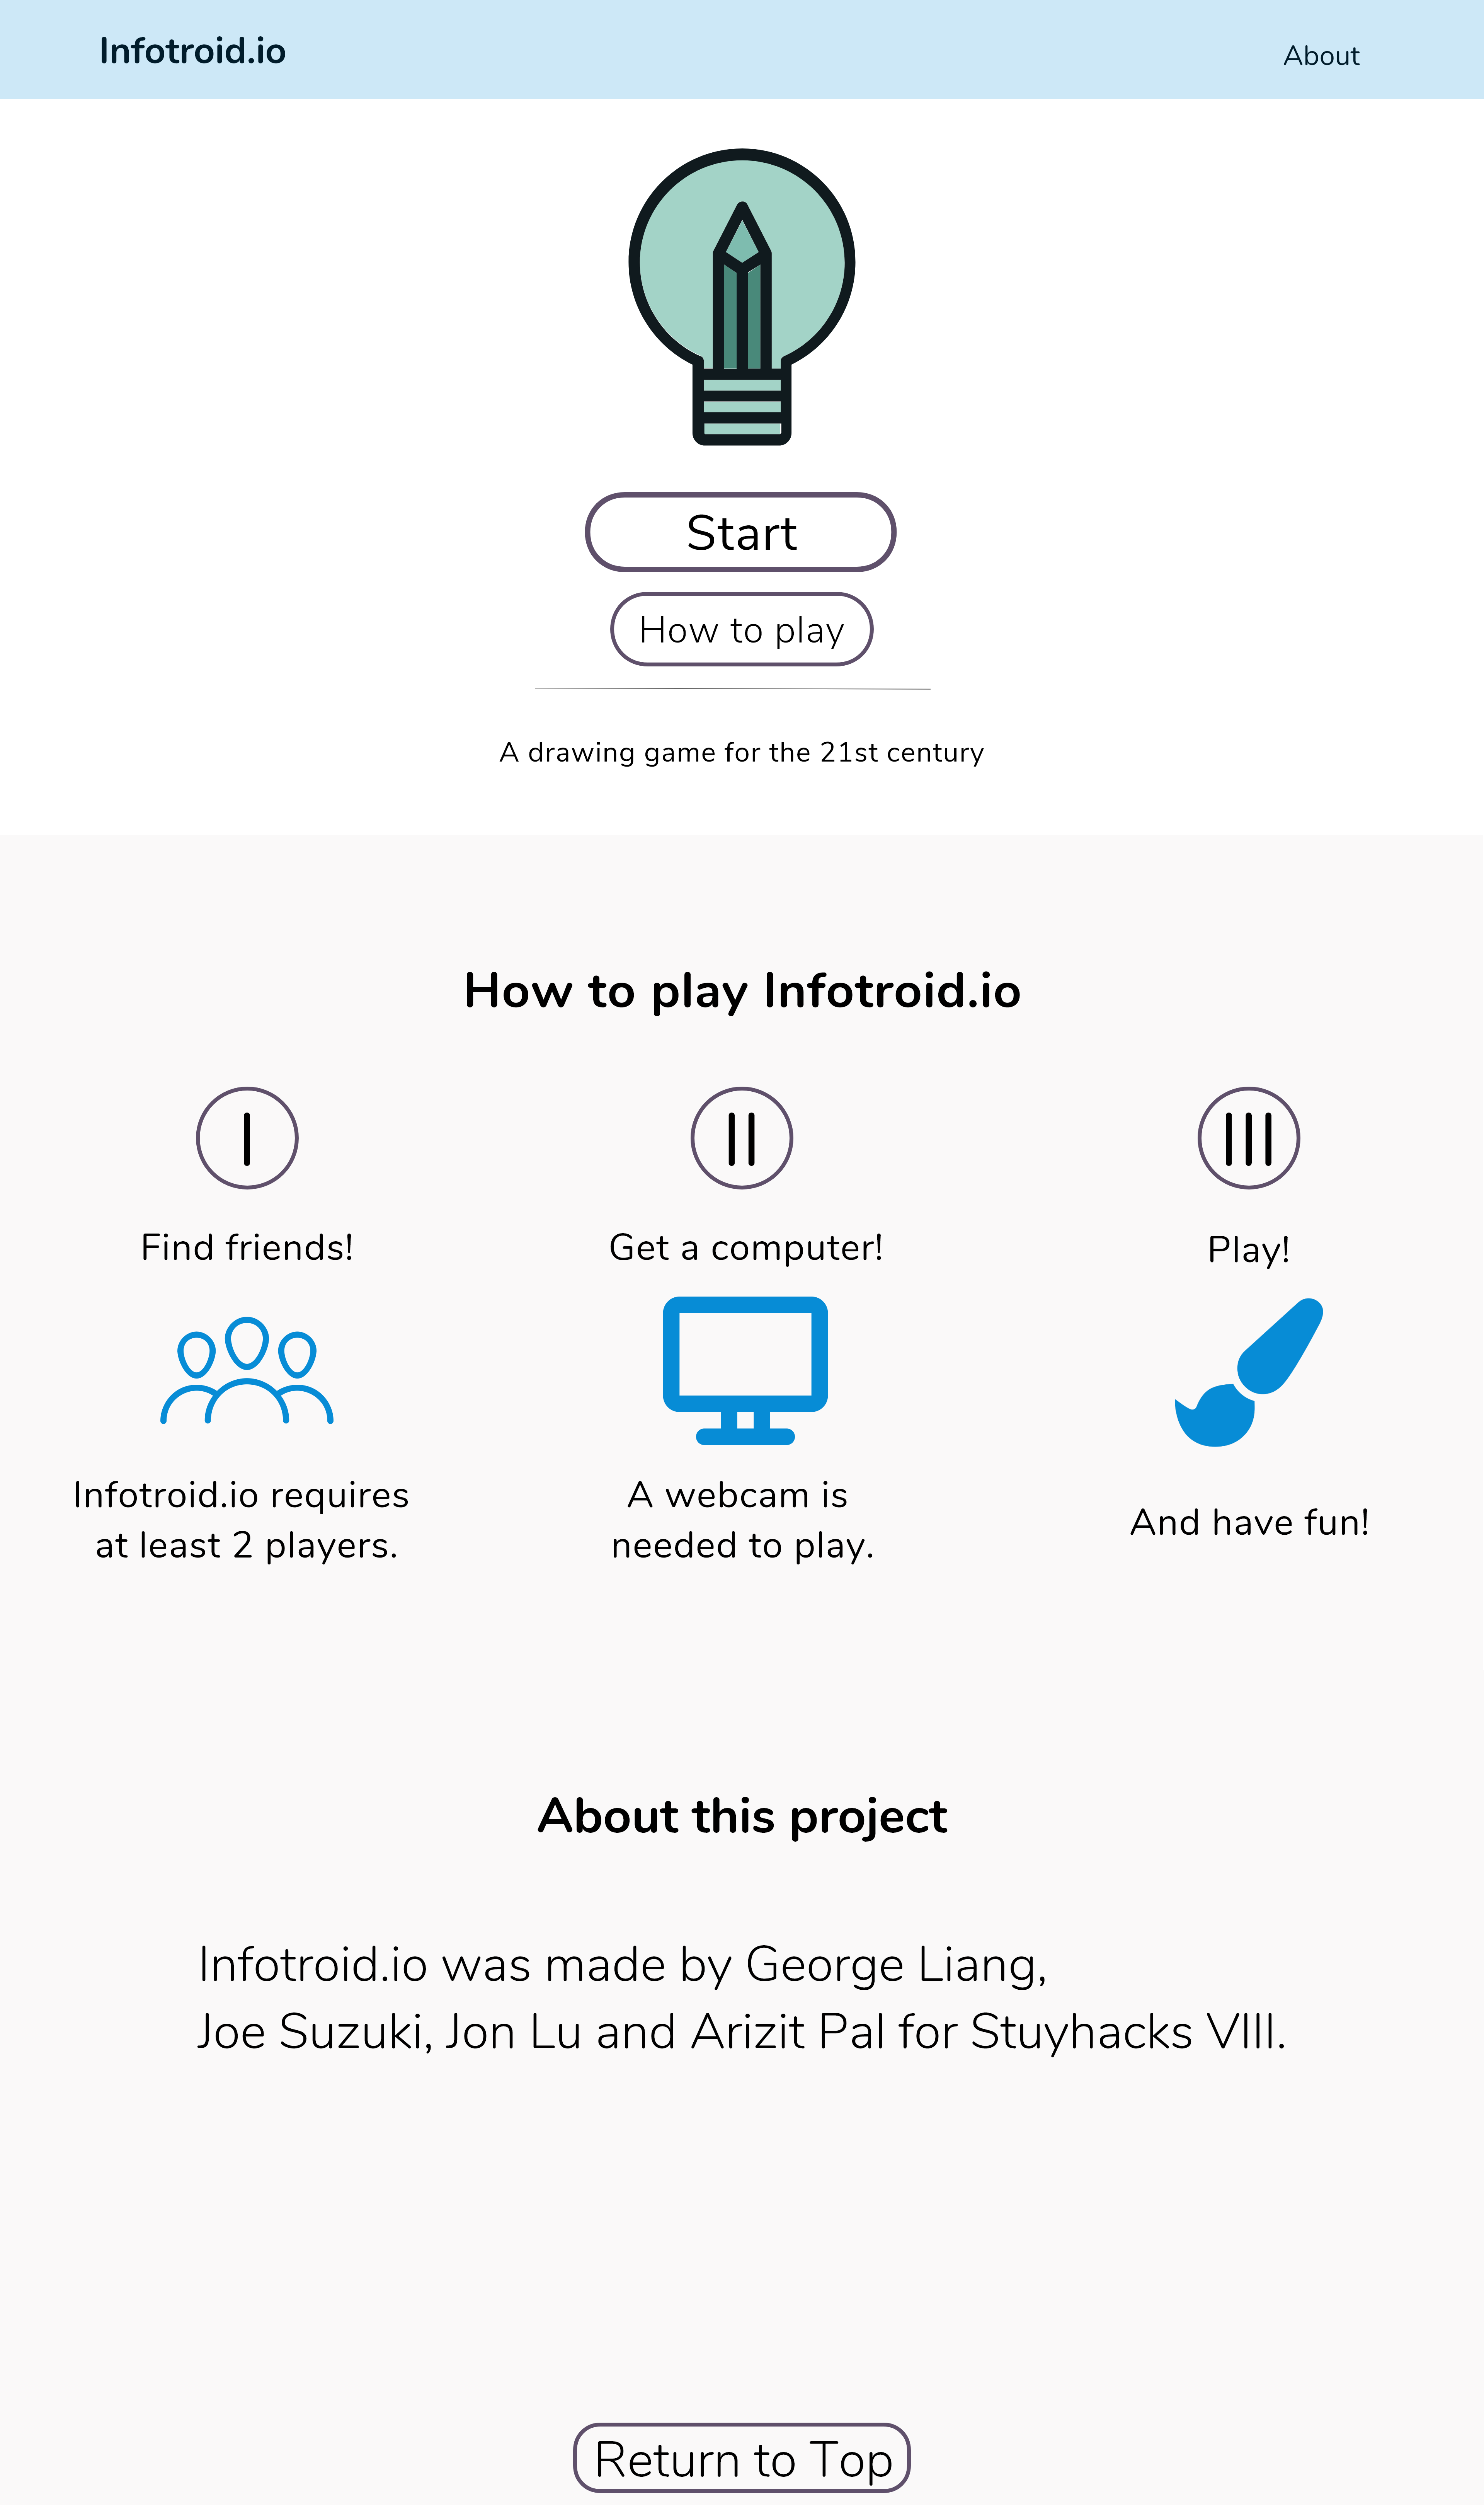 Infotroid.io
About
Start
How to play
A drawing game for the 21st century
How to play Infotroid.io
I
II
III
Find friends!
Get a computer!
Play!
Infotroid.io requires
at least 2 players.
A webcam is
needed to play.
And have fun!
About this project
Infotroid.io was made by George Liang,
Joe Suzuki, Jon Lu and Arizit Pal for Stuyhacks VIII.
Return to Top